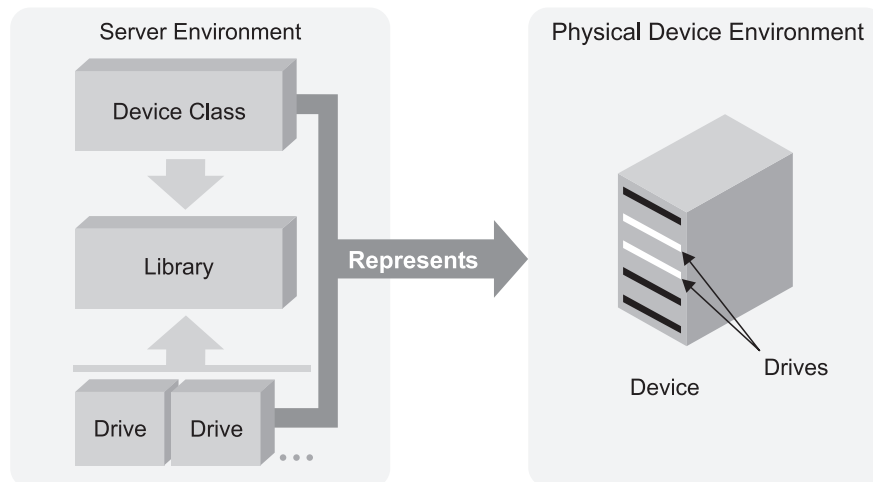 Server Environment
Device Class
Library
Drive
Drive
Represents
Physical Device Environment
Drives
Device